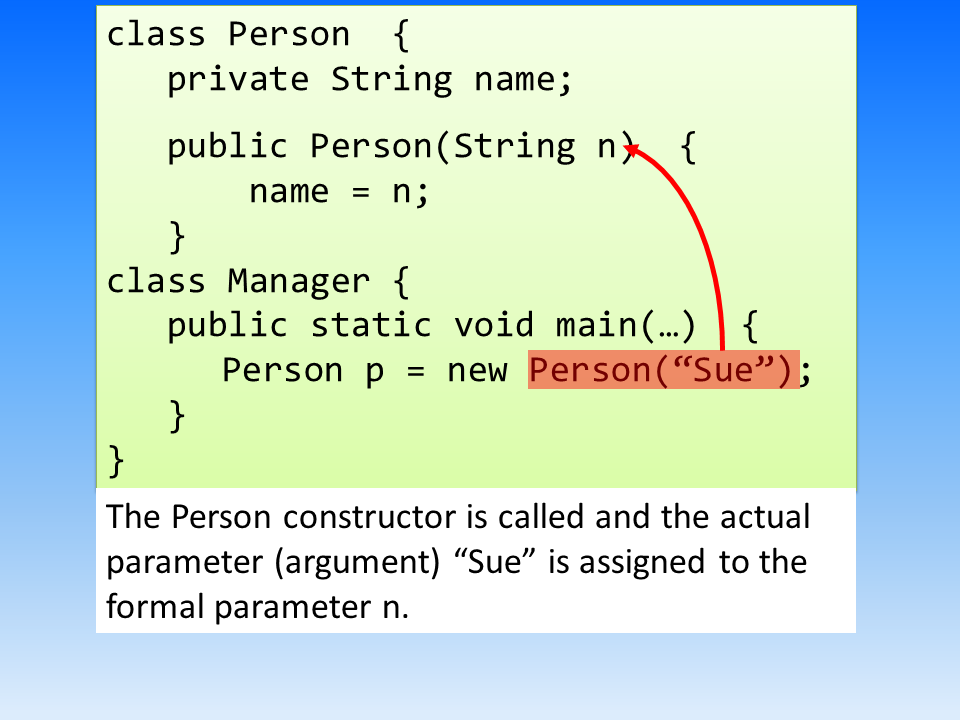 class Person  {
private String name;
public Person(String n)  {
name = n;
}
class Manager {
public static void main(…)  {
Person p = new Person(“Sue”);
}
}
The Person constructor is called and the actual
parameter (argument) “Sue” is assigned to the
formal parameter n.